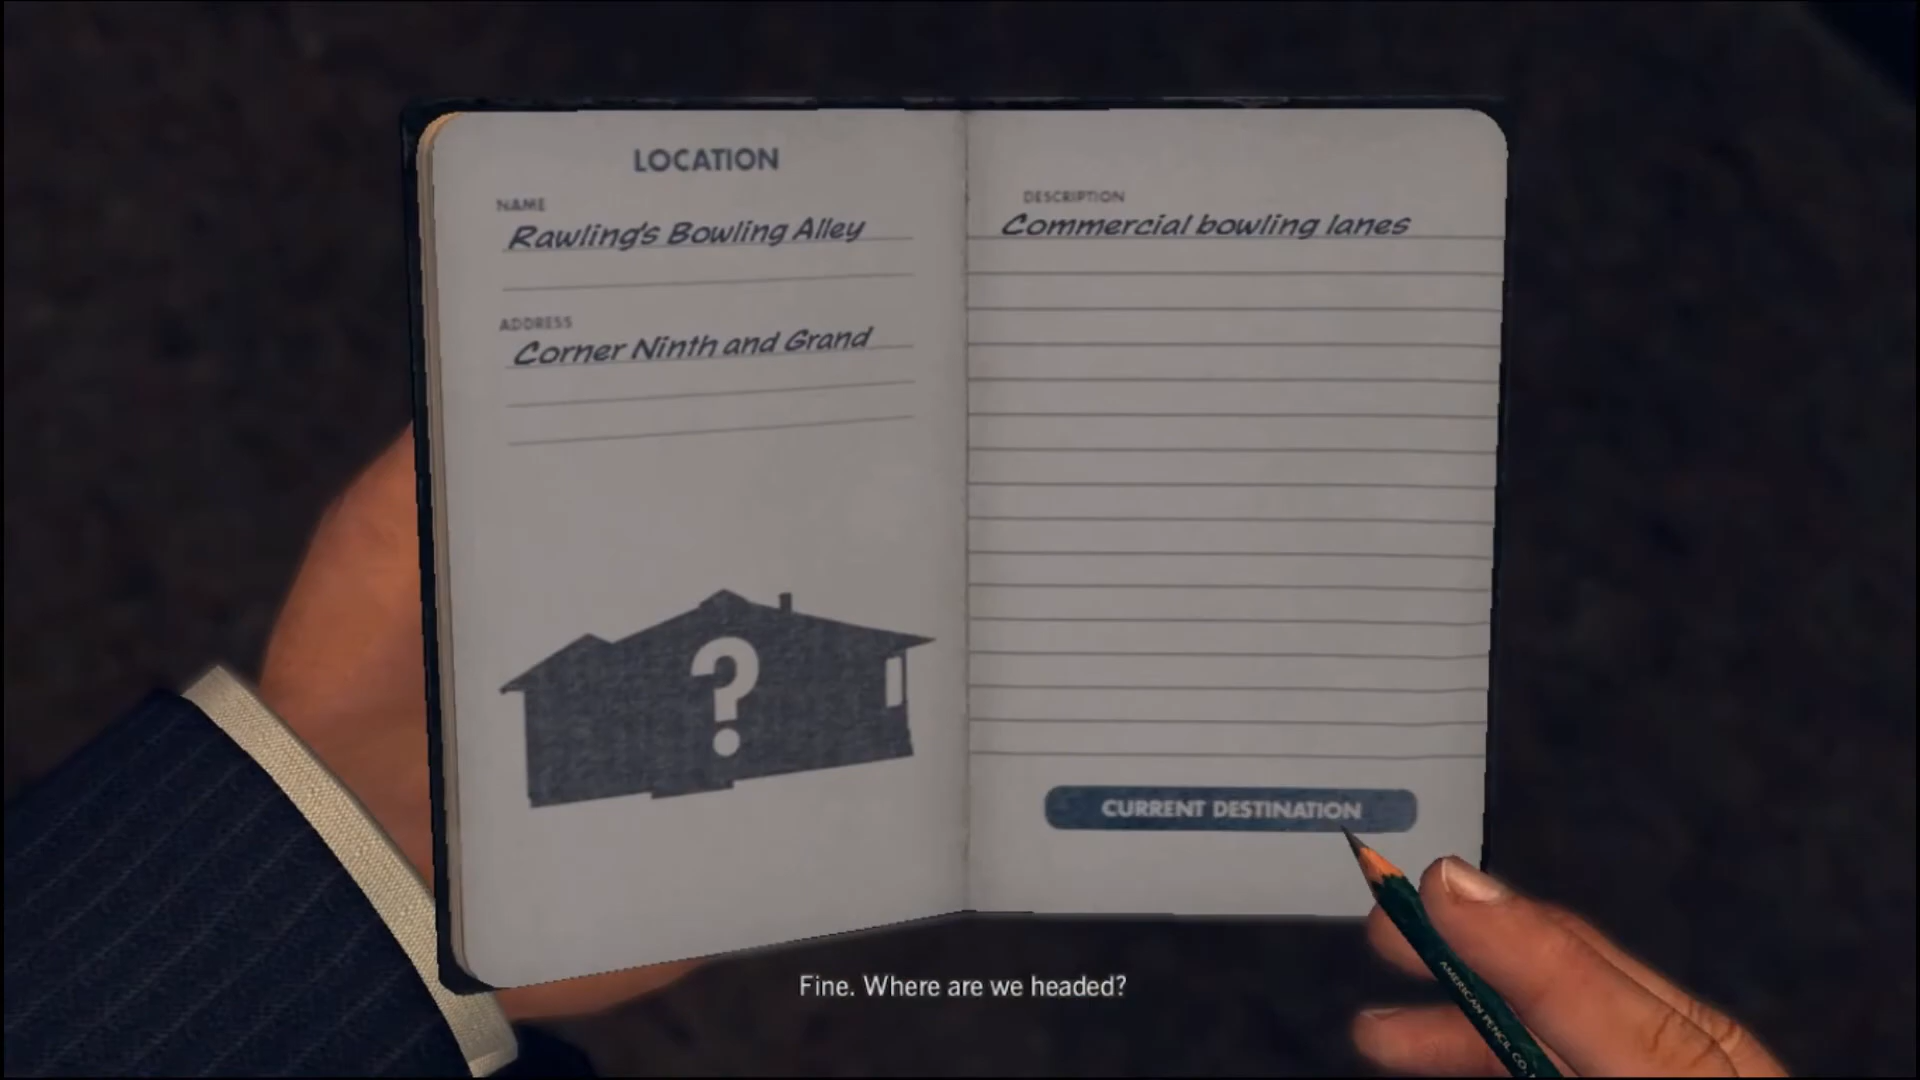 LOCATION
NAME
Rawling's Bowling Alley
ADDRESS
Corner Ninth and Grand
?
DESCRIPTION
Commercial bowling lanes
CURRENT DESTINATION
AMERICAN PENCIL CO.
Fine. Where are we headed?